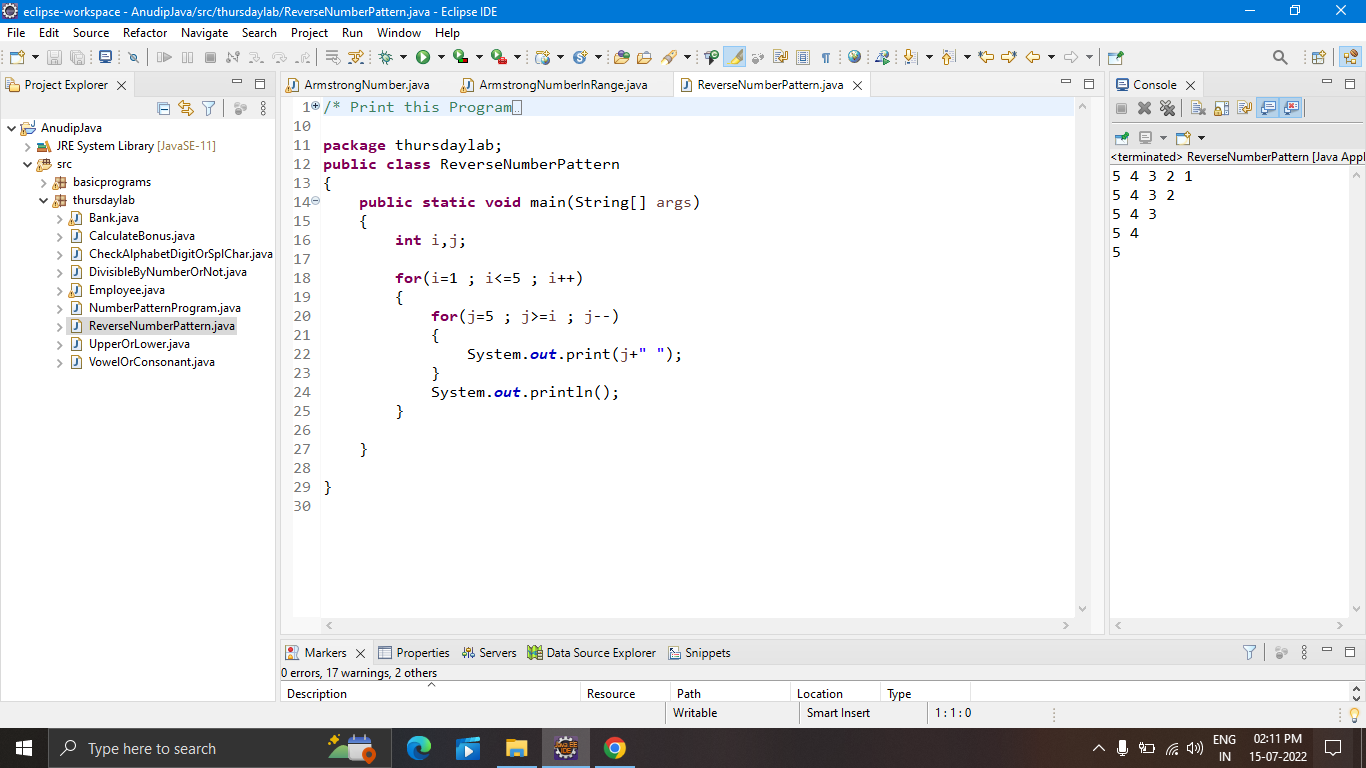 eclipse-workspace - AnudipJava/src/thursdaylab/ReverseNumberPattern.java - Eclipse IDE
File Edit Source Refactor Navigate Search Project Run Window Help
Project Explorer
AnudipJava
JRE System Library [JavaSE-11]
src
basicprograms
thursdaylab
Bank.java
CalculateBonus.java
CheckAlphabetDigitOrSplChar.java
DivisibleByNumberOrNot.java
Employee.java
NumberPatternProgram.java
ReverseNumberPattern.java
UpperOrLower.java
VowelOrConsonant.java
ArmstrongNumber.java ArmstrongNumberInRange.java ReverseNumberPattern.java
1 /* Print this Program
10
11 package thursdaylab;
12 public class ReverseNumberPattern
13 {
14 public static void main(String[] args)
15 {
16 int i,j;
17
18 for(i=1 ; i<=5 ; i++)
19 {
20 for(j=5 ; j>=i ; j--)
21 {
22 System.out.print(j+" ");
23 }
24 System.out.println();
25 }
26
27 }
28
29 }
30
Console
<terminated> ReverseNumberPattern [Java Appl
5 4 3 2 1
5 4 3 2
5 4 3
5 4
5
Markers Properties Servers Data Source Explorer Snippets
0 errors, 17 warnings, 2 others
Description Resource Path Location Type
Writable Smart Insert 1 : 1 : 0
Type here to search
ENG
IN
02:11 PM
15-07-2022